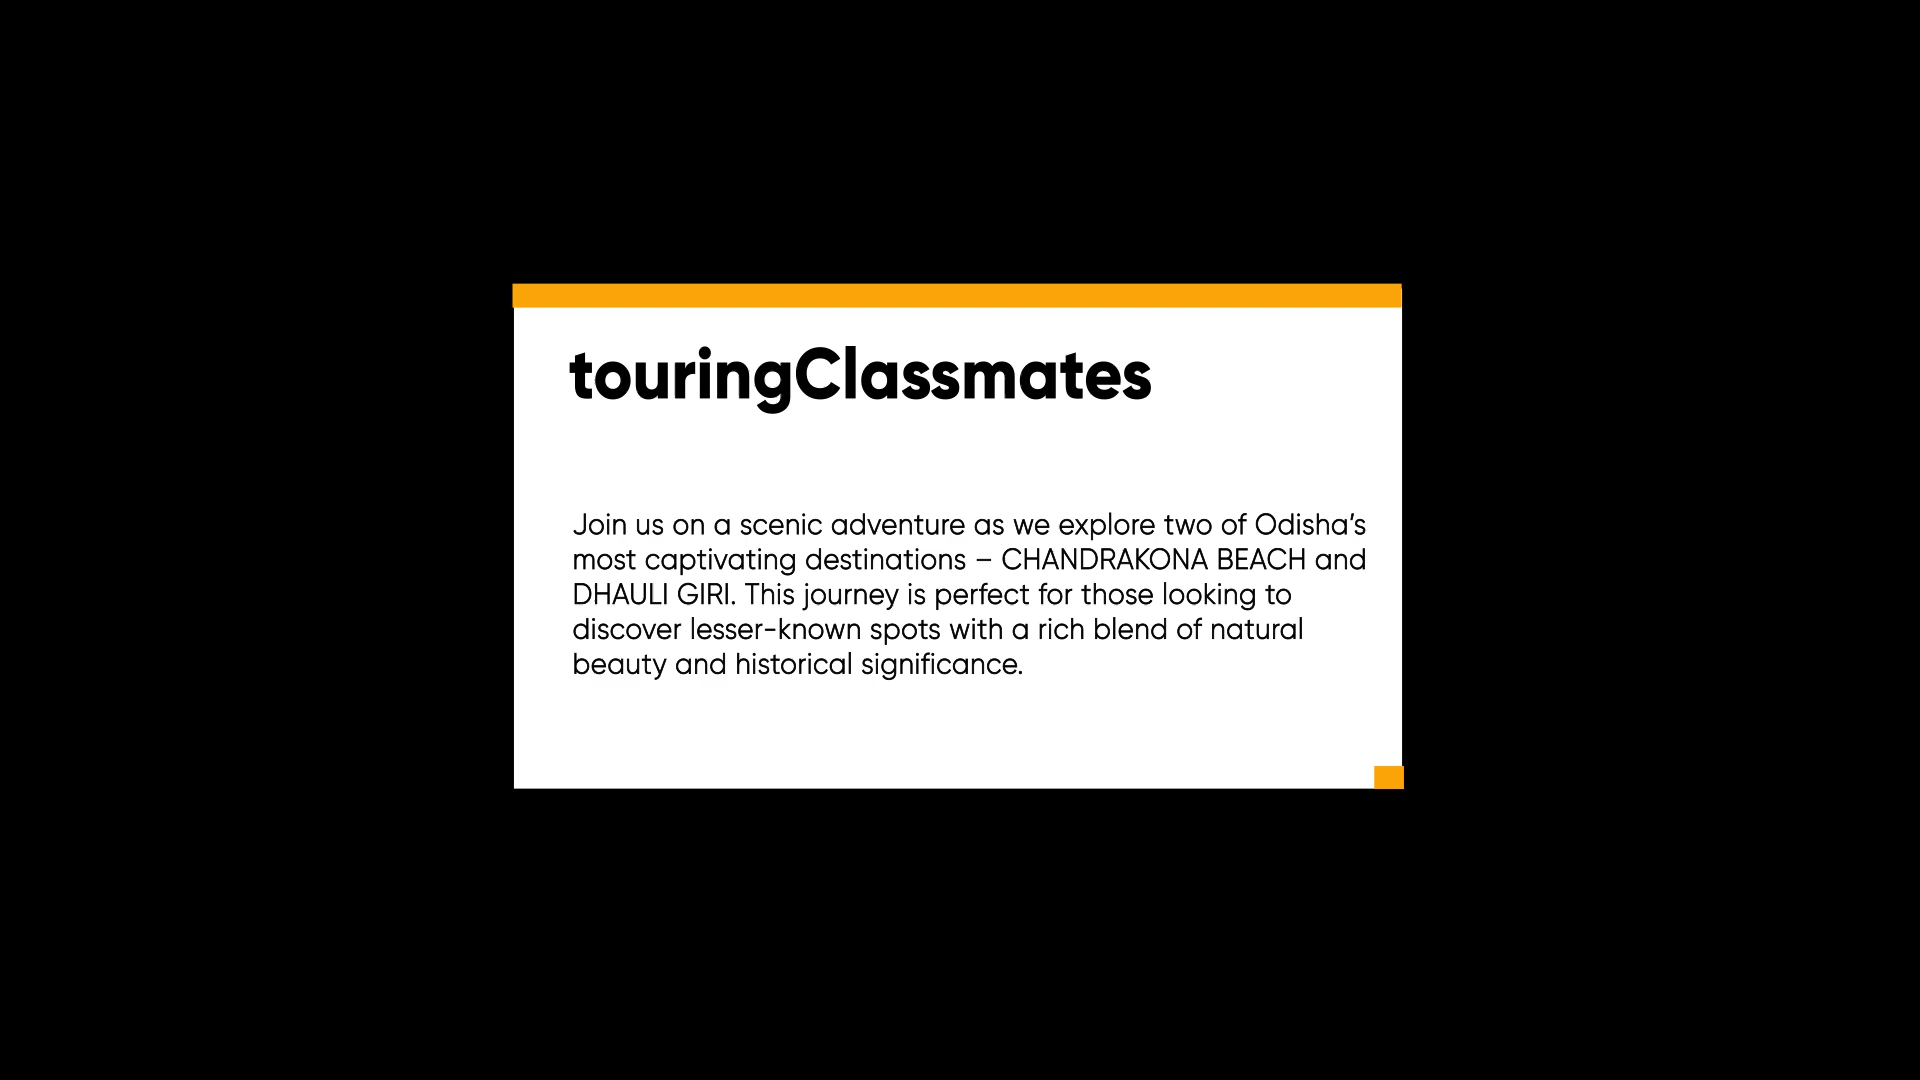 touringClassmates
Join us on a scenic adventure as we explore two of Odisha’s
most captivating destinations – CHANDRAKONA BEACH and
DHAULI GIRI. This journey is perfect for those looking to
discover lesser-known spots with a rich blend of natural
beauty and historical significance.